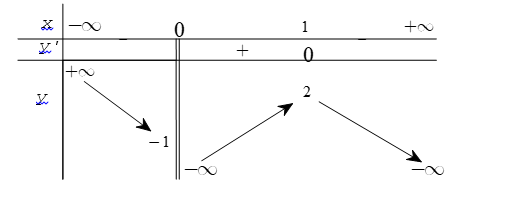 x −∞ − 0 1 − +∞
y' + 0
+∞
y 2
−1
−∞ −∞